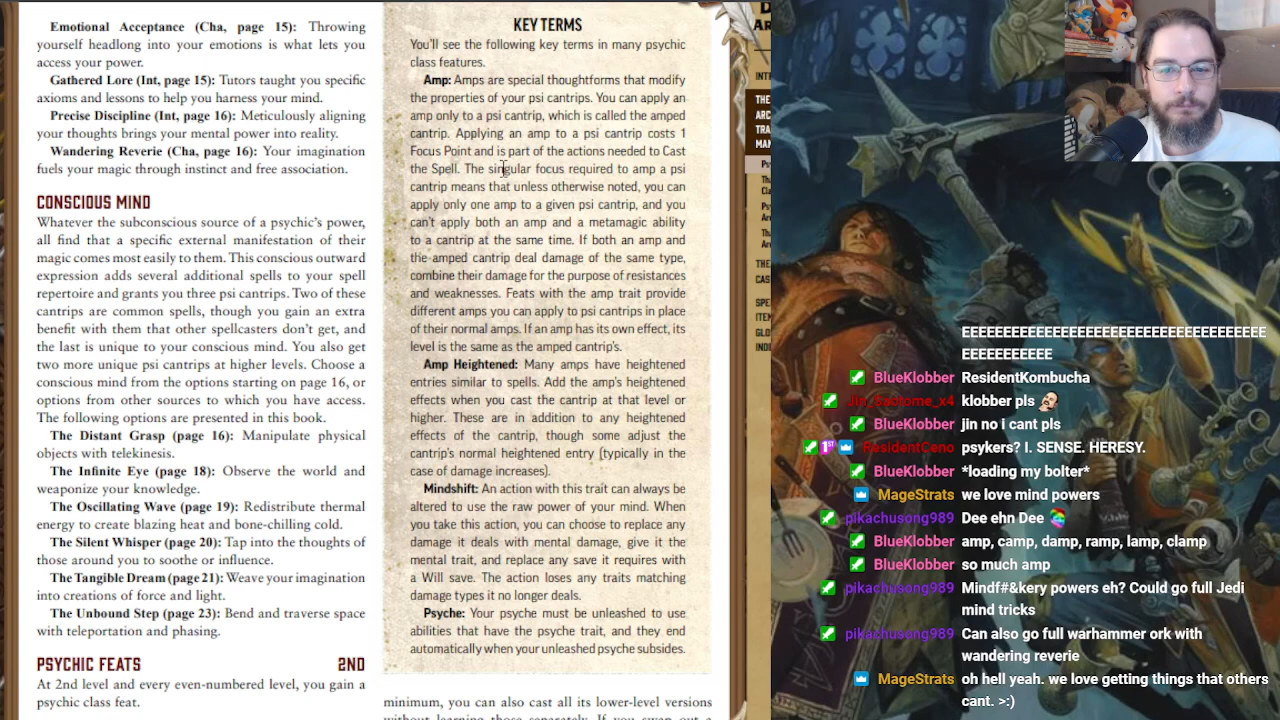 Emotional Acceptance (Cha, page 15): Throwing
yourself headlong into your emotions is what lets you
access your power.
Gathered Lore (Int, page 15): Tutors taught you specific
axioms and lessons to help you harness your mind.
Precise Discipline (Int, page 16): Meticulously aligning
your thoughts brings your mental power into reality.
Wandering Reverie (Cha, page 16): Your imagination
fuels your magic through instinct and free association.
CONSCIOUS MIND
Whatever the subconscious source of a psychic's power,
all find that a specific external manifestation of their
magic comes most easily to them. This conscious outward
expression adds several additional spells to your spell
repertoire and grants you three psi cantrips. Two of these
cantrips are common spells, though you gain an extra
benefit with them that other spellcasters don't get, and
the last is unique to your conscious mind. You also get
two more unique psi cantrips at higher levels. Choose a
conscious mind from the options starting on page 16, or
options from other sources to which you have access.
The following options are presented in this book.
The Distant Grasp (page 16): Manipulate physical
objects with telekinesis.
The Infinite Eye (page 18): Observe the world and
weaponize your knowledge.
The Oscillating Wave (page 19): Redistribute thermal
energy to create blazing heat and bone-chilling cold.
The Silent Whisper (page 20): Tap into the thoughts of
those around you to soothe or influence.
The Tangible Dream (page 21): Weave your imagination
into creations of force and light.
The Unbound Step (page 23): Bend and traverse space
with teleportation and phasing.
PSYCHIC FEATS 2ND
At 2nd level and every even-numbered level, you gain a
psychic class feat.
KEY TERMS
You'll see the following key terms in many psychic
class features.
Amp: Amps are special thoughtforms that modify
the properties of your psi cantrips. You can apply an
amp only to a psi cantrip, which is called the amped
cantrip. Applying an amp to a psi cantrip costs 1
Focus Point and is part of the actions needed to Cast
the Spell. The singular focus required to amp a psi
cantrip means that unless otherwise noted, you can
apply only one amp to a given psi cantrip, and you
can't apply both an amp and a metamagic ability
to a cantrip at the same time. If both an amp and
the amped cantrip deal damage of the same type,
combine their damage for the purpose of resistances
and weaknesses. Feats with the amp trait provide
different amps you can apply to psi cantrips in place
of their normal amps. If an amp has its own effect, its
level is the same as the amped cantrip's.
Amp Heightened: Many amps have heightened
entries similar to spells. Add the amp's heightened
effects when you cast the cantrip at that level or
higher. These are in addition to any heightened
effects of the cantrip, though some adjust the
cantrip's normal heightened entry (typically in the
case of damage increases).
Mindshift: An action with this trait can always be
altered to use the raw power of your mind. When
you take this action, you can choose to replace any
damage it deals with mental damage, give it the
mental trait, and replace any save it requires with
a Will save. The action loses any traits matching
damage types it no longer deals.
Psyche: Your psyche must be unleashed to use
abilities that have the psyche trait, and they end
automatically when your unleashed psyche subsides.
minimum, you can also cast all its lower-level versions
without learning those separately. If you swap out a
EEEEEEEEEEEEEEEEEEEEEEEEEEEEEEEEEEEE
EEEEEEEEEEE
BlueKlobber ResidentKombucha
klobber pls
BlueKlobber jin no i cant pls
ResidentCeno psykers? I. SENSE. HERESY.
BlueKlobber *loading my bolter*
MageStrats we love mind powers
pikachusong989 Dee ehn Dee
BlueKlobber amp, camp, damp, ramp, lamp, clamp
BlueKlobber so much amp
pikachusong989 Mindf#&kery powers eh? Could go full Jedi
mind tricks
pikachusong989 Can also go full warhammer ork with
wandering reverie
MageStrats oh hell yeah. we love getting things that others
cant. >:)